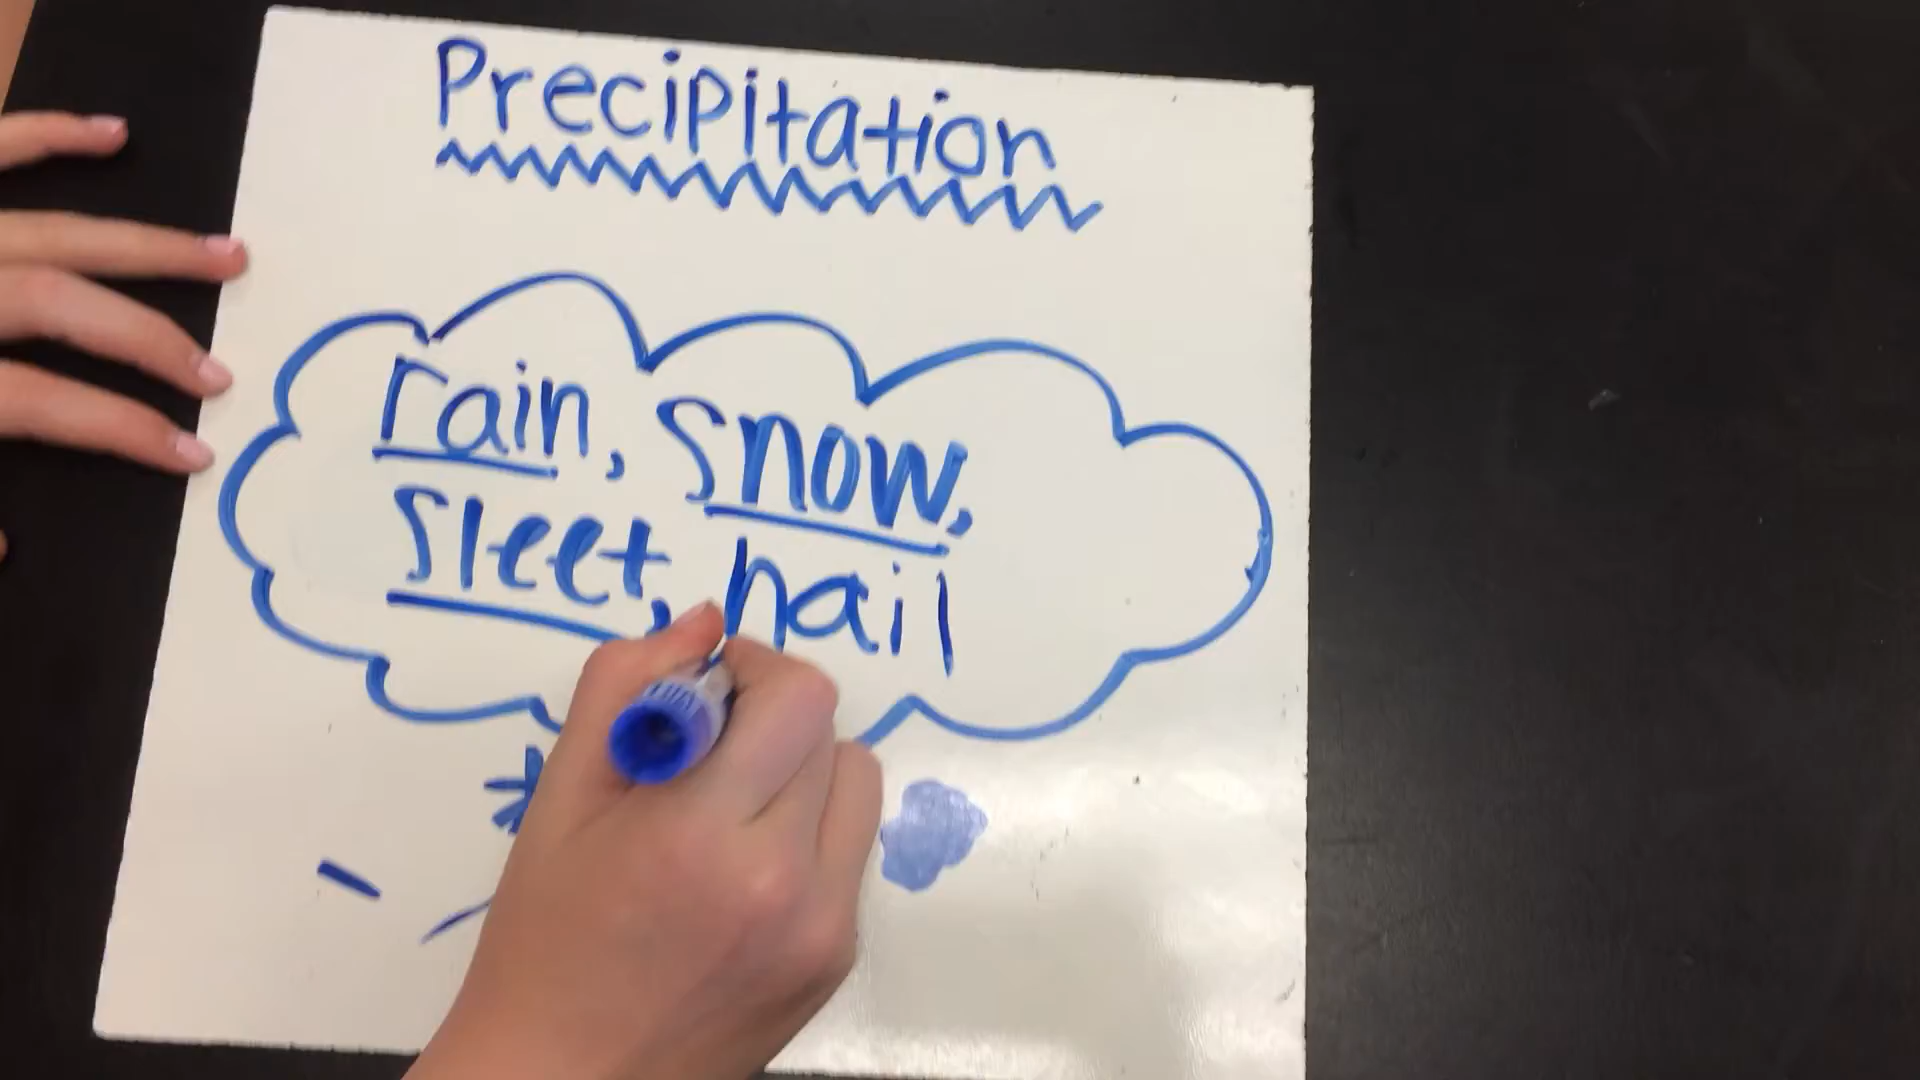 Precipitation
rain, snow,
sleet, hail